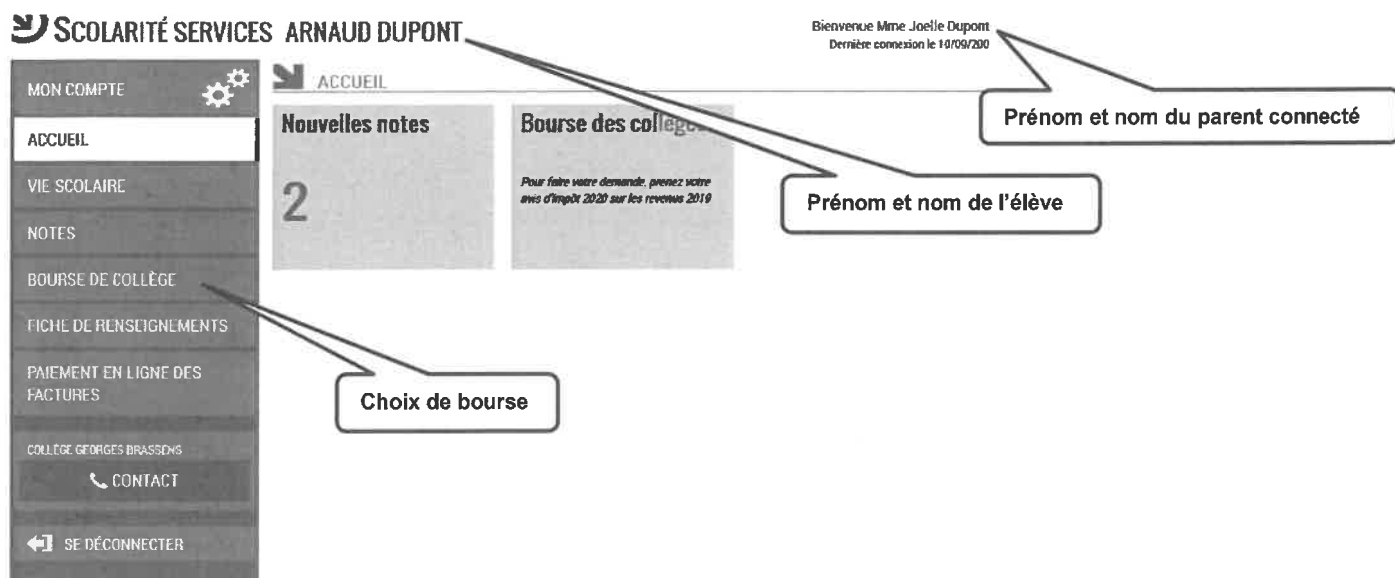 SCOLARITÉ SERVICES ARNAUD DUPONT
Bienvenue Mme Joelle Dupont
Dernière connexion le 10/09/200
MON COMPTE
ACCUEIL
VIE SCOLAIRE
NOTES
BOURSE DE COLLÈGE
FICHE DE RENSEIGNEMENTS
PAIEMENT EN LIGNE DES
FACTURES
COLLÈGE GEORGES BRASSENS
CONTACT
SE DÉCONNECTER
ACCUEIL
Nouvelles notes
2
Bourse des collèges
Pour faire votre demande, prenez votre
avis d'impôt 2020 sur les revenus 2019
Prénom et nom du parent connecté
Prénom et nom de l'élève
Choix de bourse